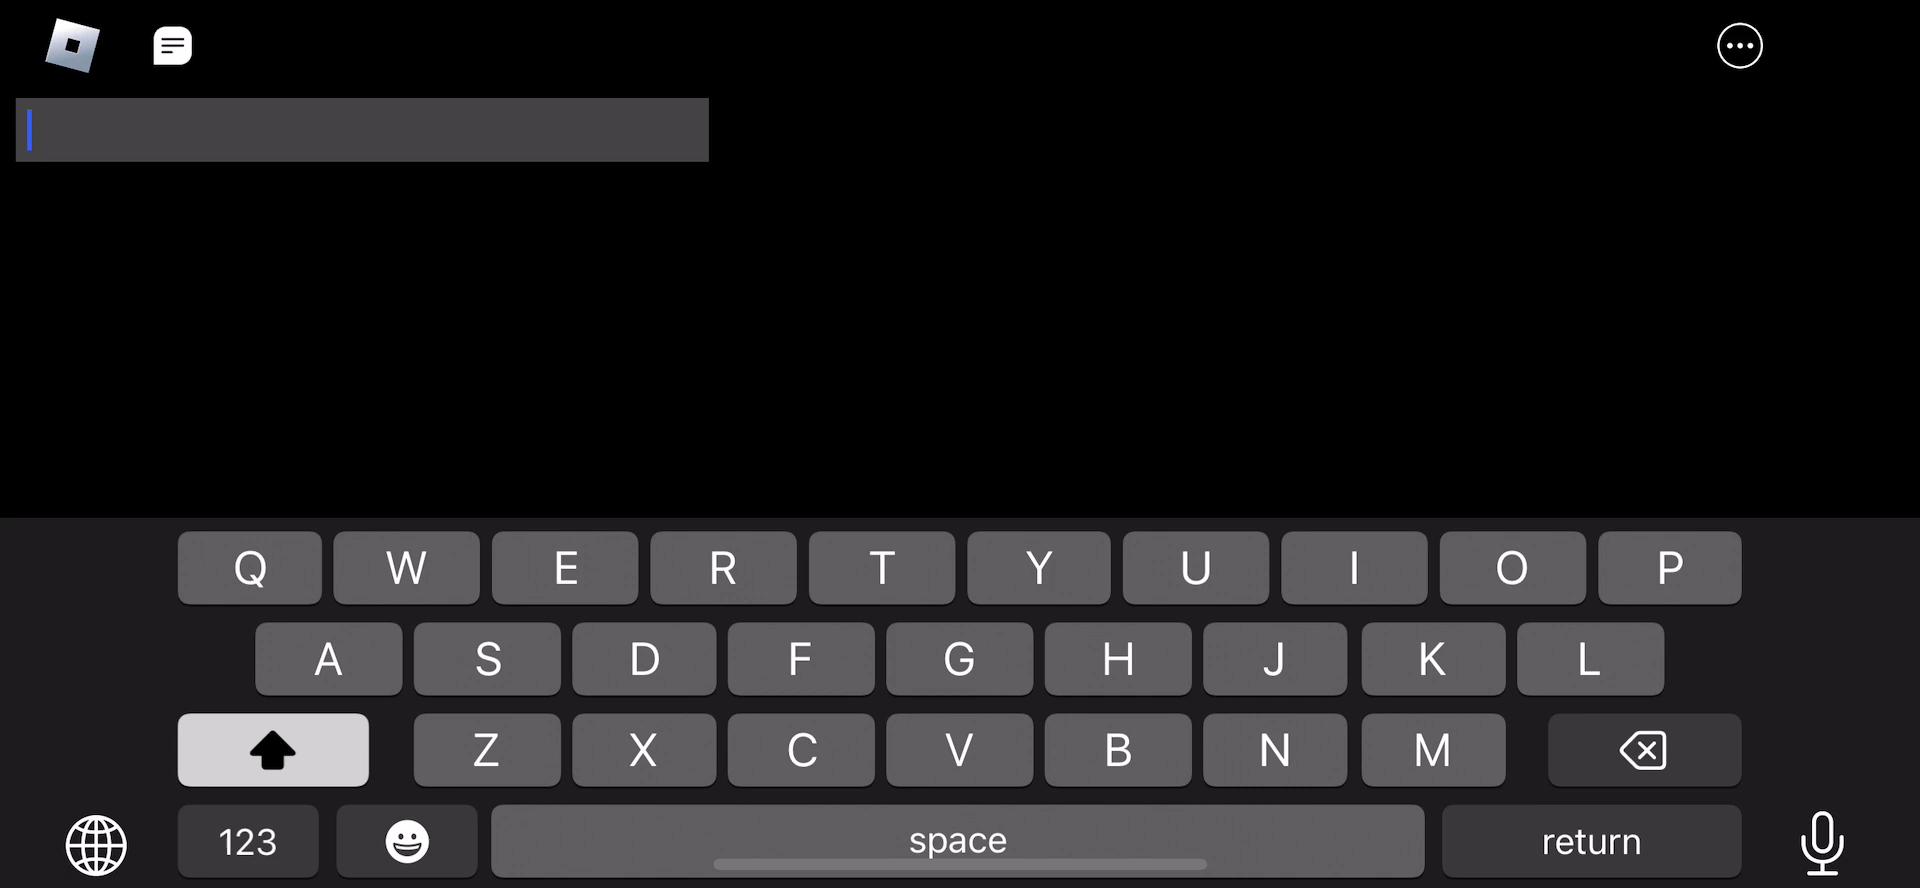 Q W E R T Y U I O P
A S D F G H J K L
Z X C V B N M
123 space return